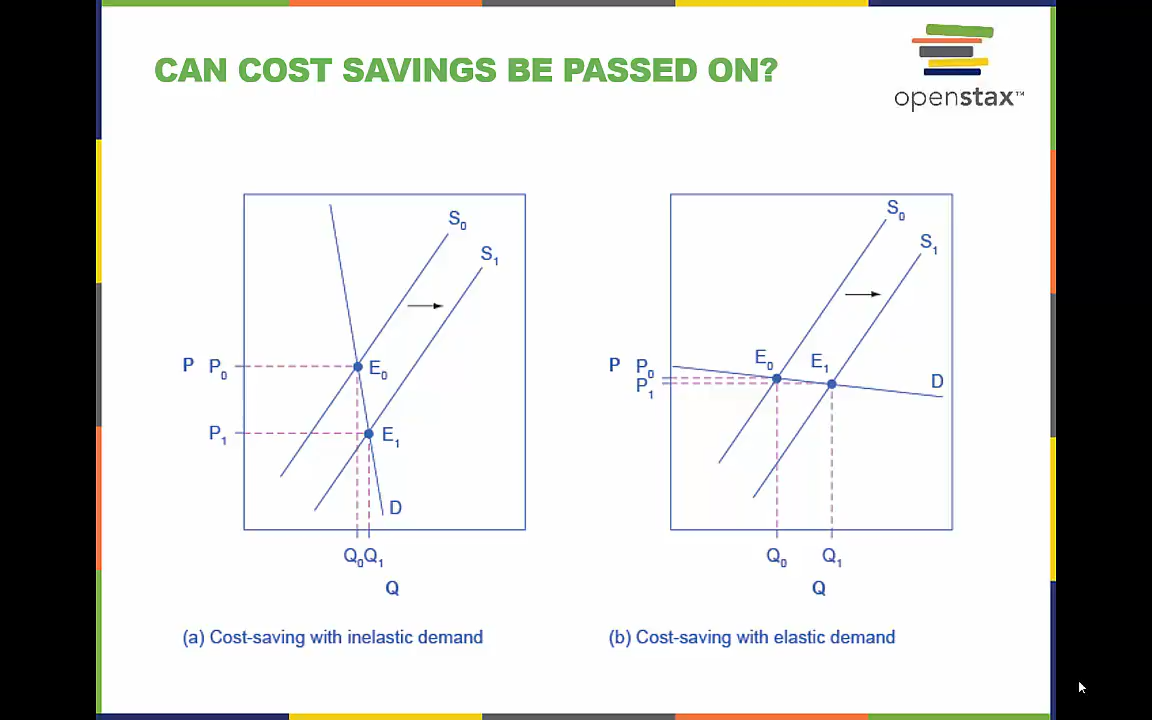 CAN COST SAVINGS BE PASSED ON?
openstax™
S₀
S₁
P P₀
E₀
P₁
E₁
D
Q₀Q₁
Q
(a) Cost-saving with inelastic demand
S₀
S₁
E₀
E₁
P P₀
P₁
D
Q₀ Q₁
Q
(b) Cost-saving with elastic demand